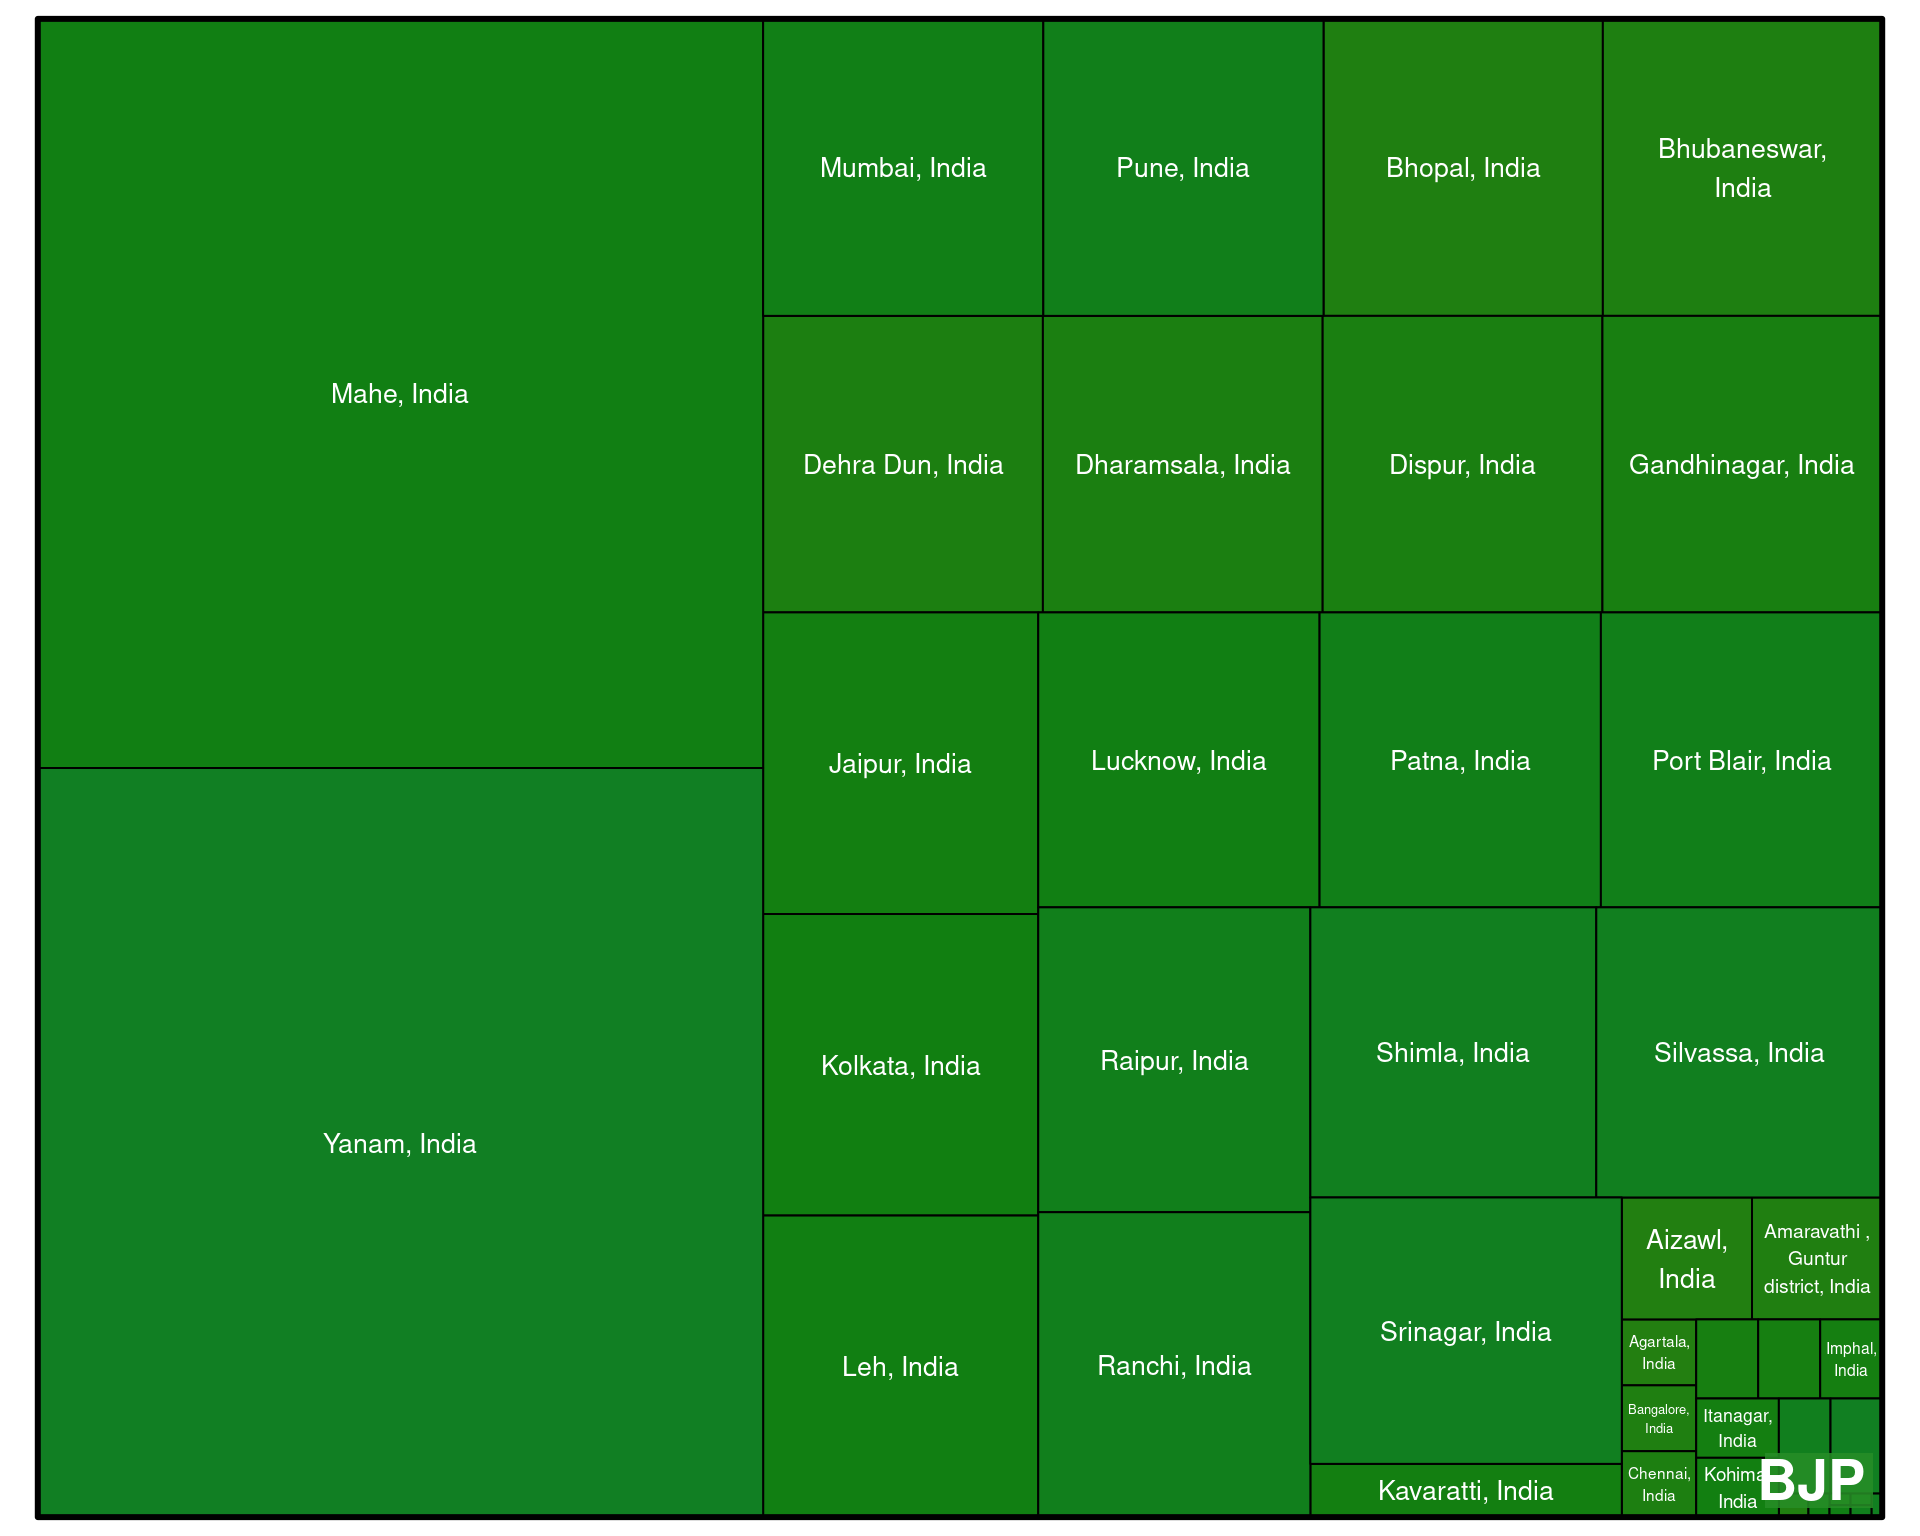 Mahe, India
Yanam, India
Mumbai, India
Pune, India
Bhopal, India
Bhubaneswar,
India
Dehra Dun, India
Dharamsala, India
Dispur, India
Gandhinagar, India
Jaipur, India
Lucknow, India
Patna, India
Port Blair, India
Kolkata, India
Raipur, India
Shimla, India
Silvassa, India
Leh, India
Ranchi, India
Srinagar, India
Kavaratti, India
Aizawl,
India
Amaravathi ,
Guntur
district, India
Agartala,
India
Imphal,
India
Bangalore,
India
Itanagar,
India
Chennai,
India
Kohima
India
BJP